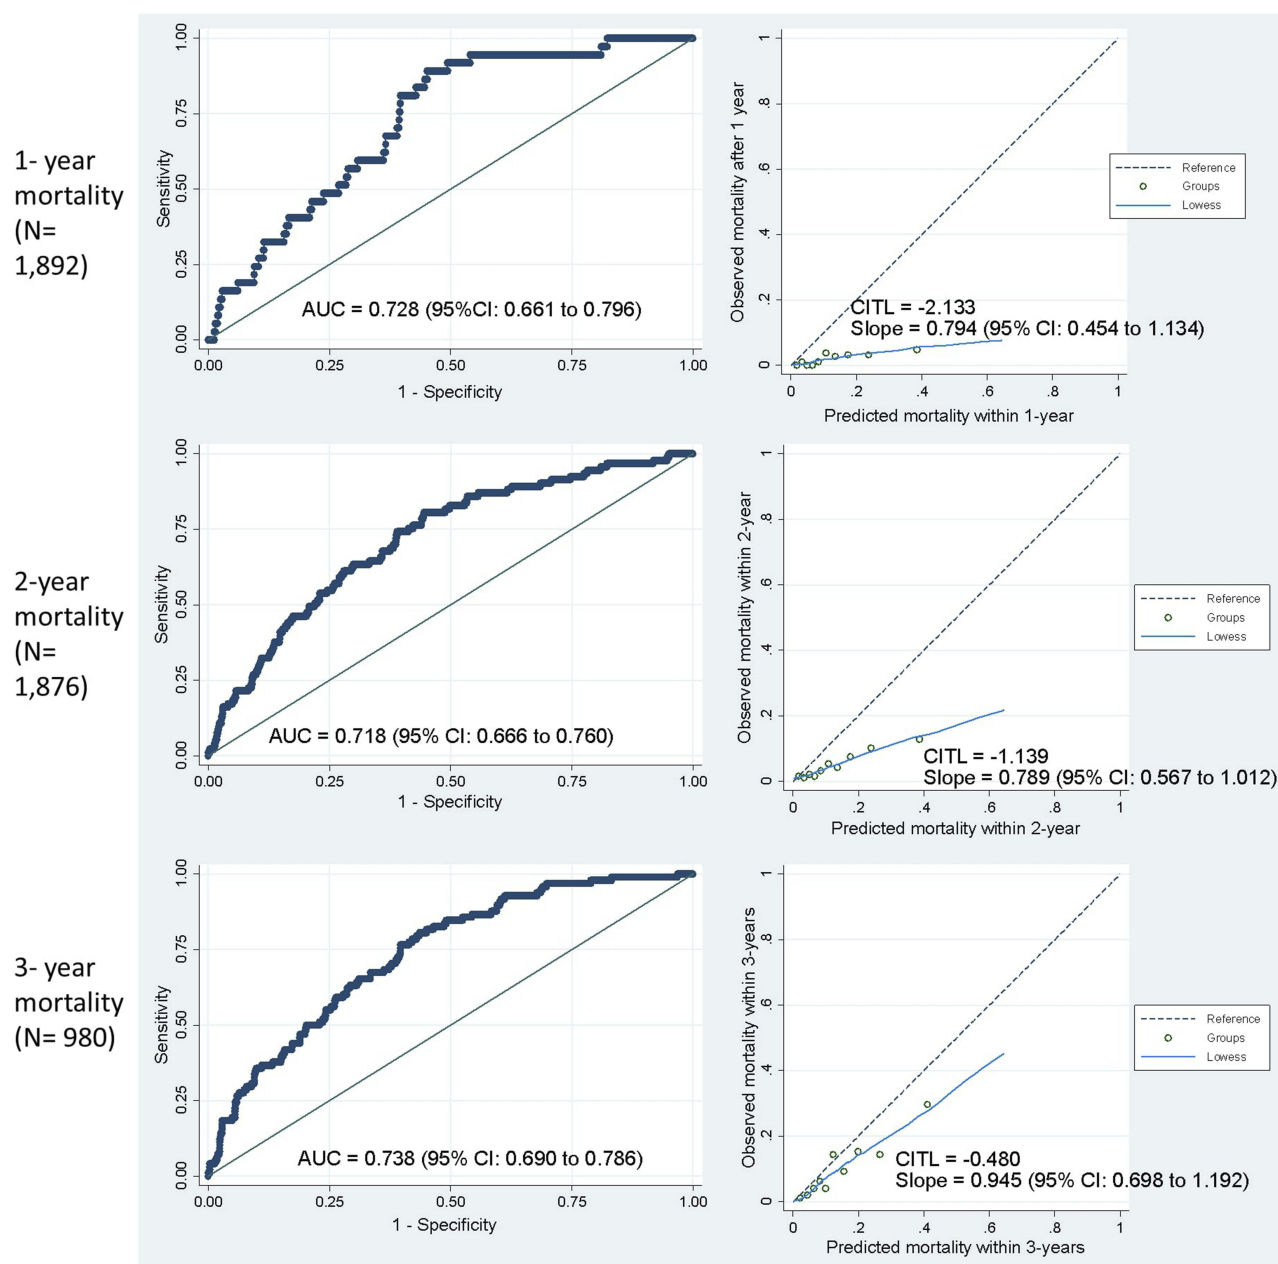 1- year
mortality
(N=
1,892)
1.00
0.75
0.50
0.25
0.00
Sensitivity
AUC = 0.728 (95%CI: 0.661 to 0.796)
0.00 0.25 0.50 0.75 1.00
1 - Specificity
1
.8
.6
.4
.2
0
Observed mortality after 1 year
Reference
Groups
Lowess
CITL = -2.133
Slope = 0.794 (95% CI: 0.454 to 1.134)
0 .2 .4 .6 .8 1
Predicted mortality within 1-year
2-year
mortality
(N=
1,876)
1.00
0.75
0.50
0.25
0.00
Sensitivity
AUC = 0.718 (95% CI: 0.666 to 0.760)
0.00 0.25 0.50 0.75 1.00
1 - Specificity
1
.8
.6
.4
.2
0
Observed mortality within 2-year
Reference
Groups
Lowess
CITL = -1.139
Slope = 0.789 (95% CI: 0.567 to 1.012)
0 .2 .4 .6 .8 1
Predicted mortality within 2-year
3- year
mortality
(N= 980)
1.00
0.75
0.50
0.25
0.00
Sensitivity
AUC = 0.738 (95% CI: 0.690 to 0.786)
0.00 0.25 0.50 0.75 1.00
1 - Specificity
1
.8
.6
.4
.2
0
Observed mortality within 3-years
Reference
Groups
Lowess
CITL = -0.480
Slope = 0.945 (95% CI: 0.698 to 1.192)
0 .2 .4 .6 .8 1
Predicted mortality within 3-years